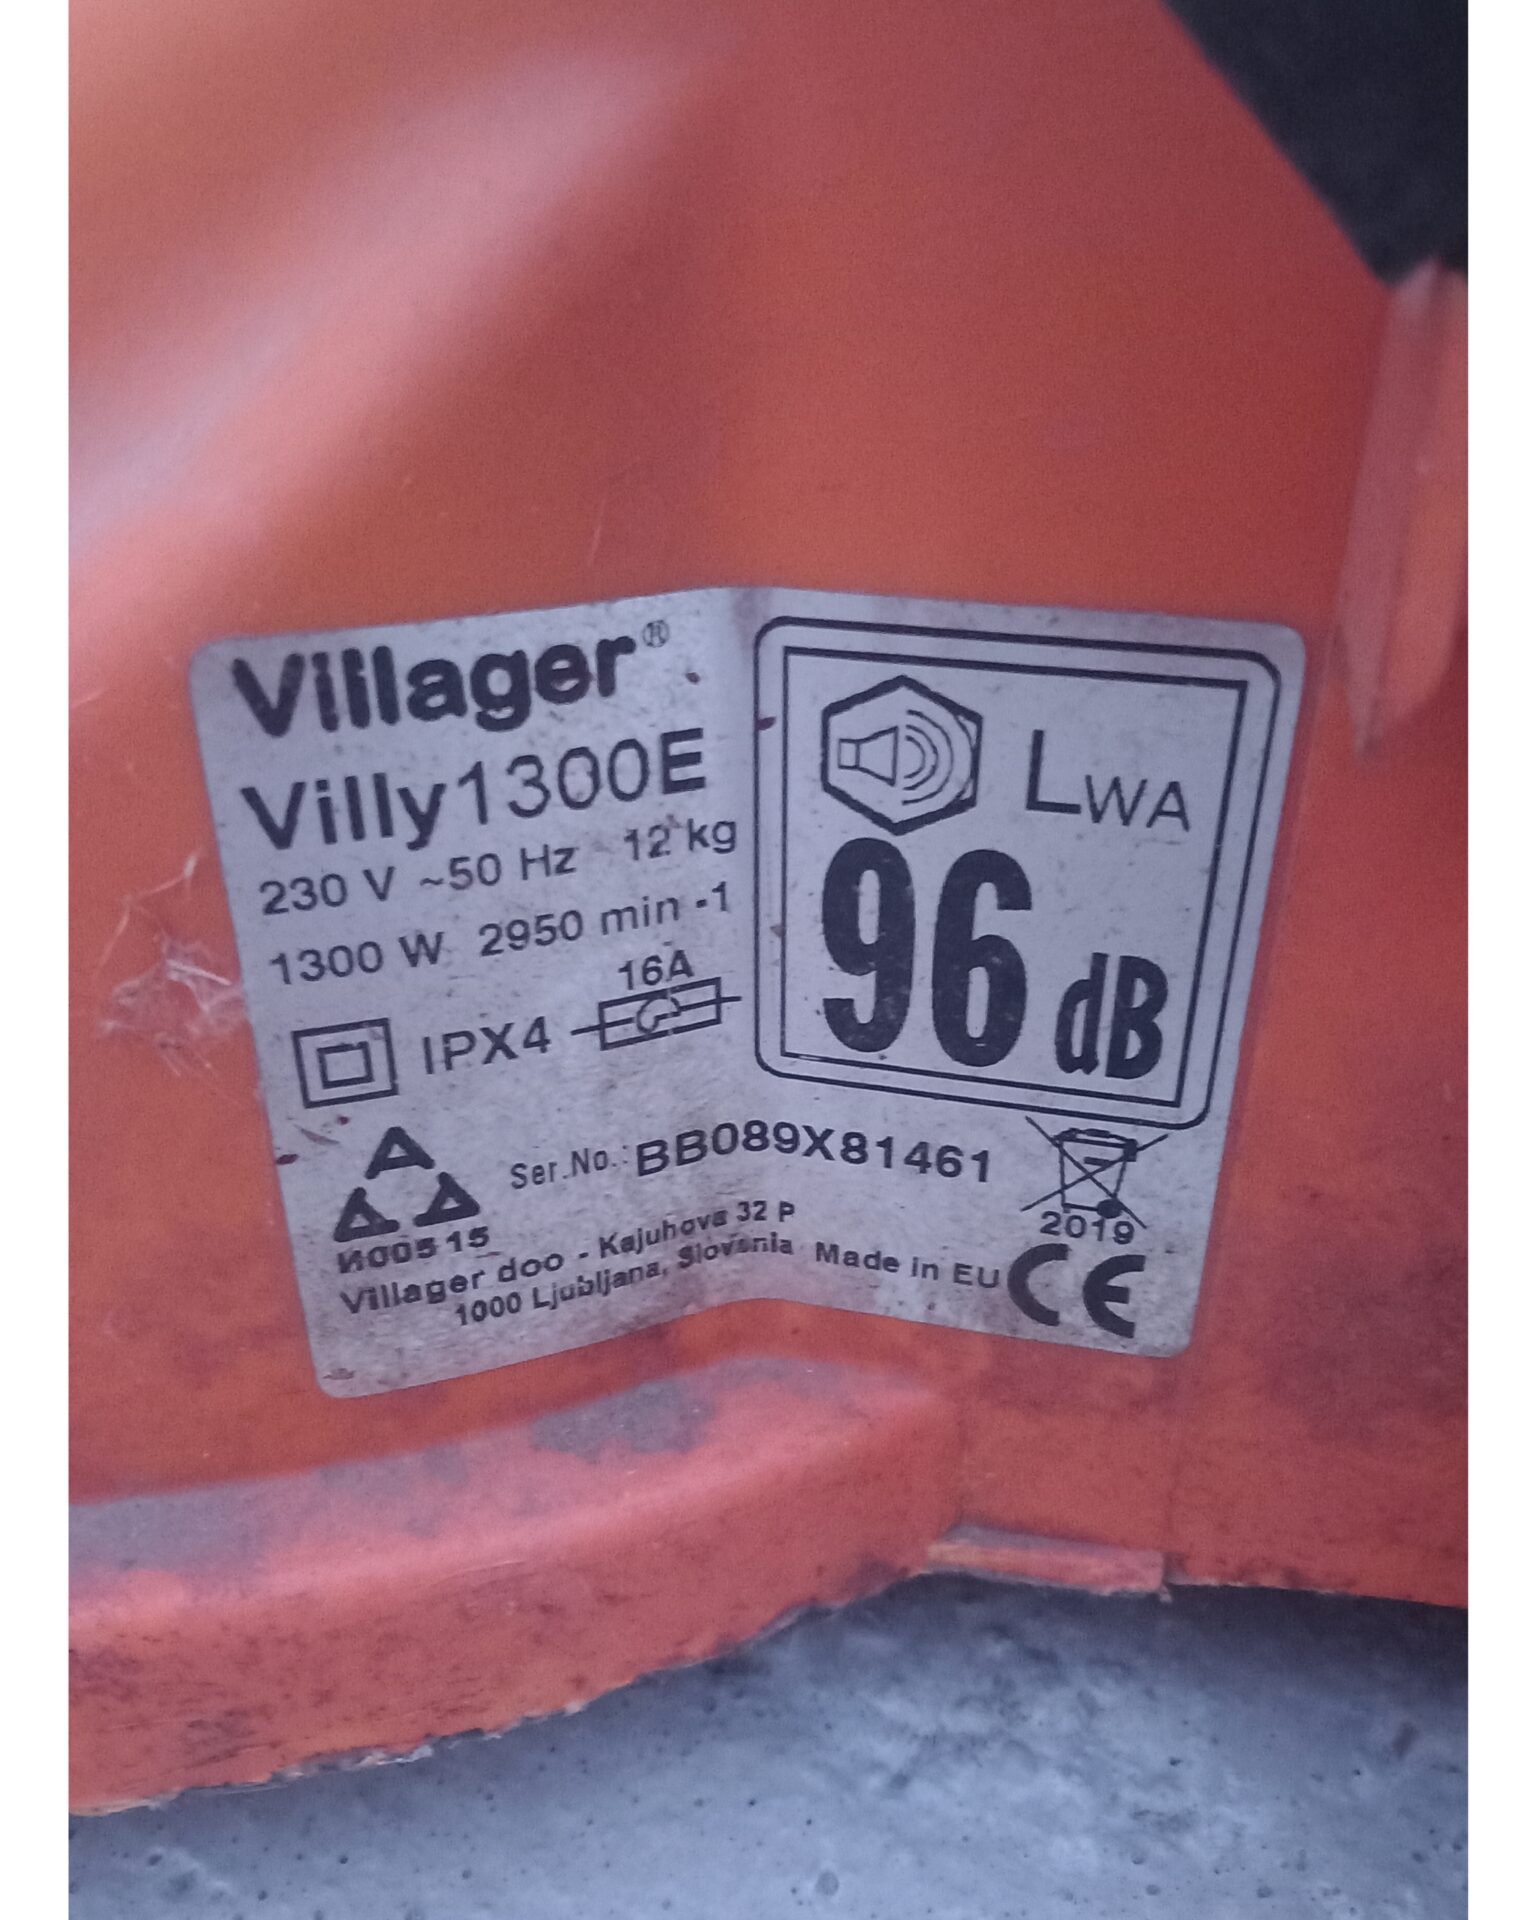 Villager®
Villy1300E
230 V ~50 Hz 12 kg
1300 W 2950 min -1
16A
IPX4
LWA
96 dB
Ser.No.: BB089X81461
2019
И005 15
Villager doo - Kajuhova 32 P
1000 Ljubljana, Slovenia Made in EU
CE